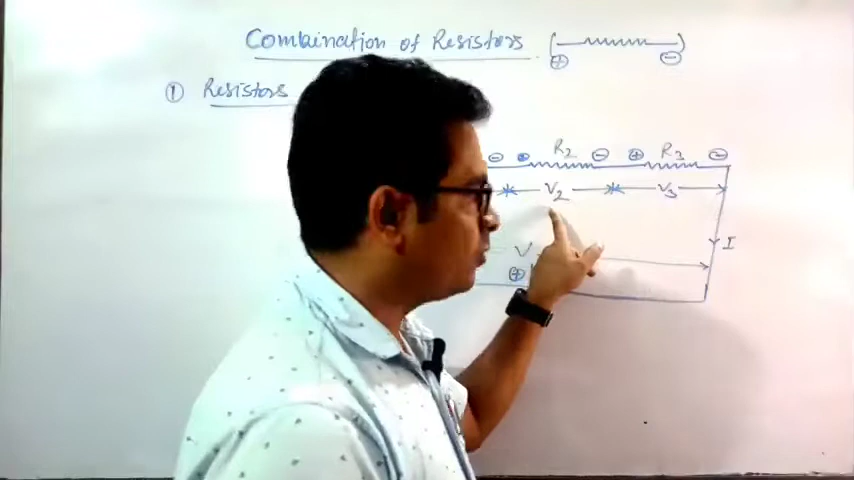 Combination of Resistors ⊕ ⊖
① Resistors
R2 R3
⊖ ⊕ ⊖ ⊕ ⊖
V2 V3
I
V
⊕